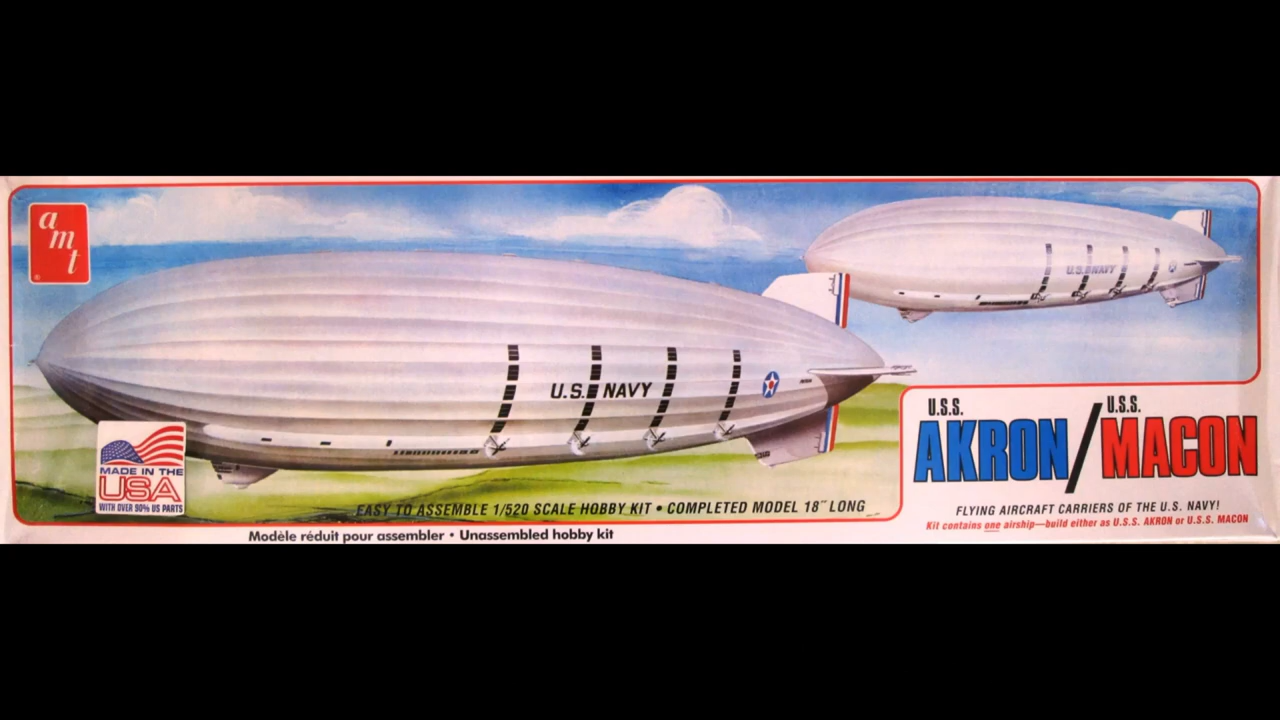 amt
®
U.S. NAVY
U.S. NAVY
MADE IN THE
USA
WITH OVER 90% US PARTS
EASY TO ASSEMBLE 1/520 SCALE HOBBY KIT • COMPLETED MODEL 18" LONG
Modèle réduit pour assembler • Unassembled hobby kit
U.S.S. U.S.S.
AKRON/MACON
FLYING AIRCRAFT CARRIERS OF THE U.S. NAVY!
Kit contains one airship—build either as U.S.S. AKRON or U.S.S. MACON